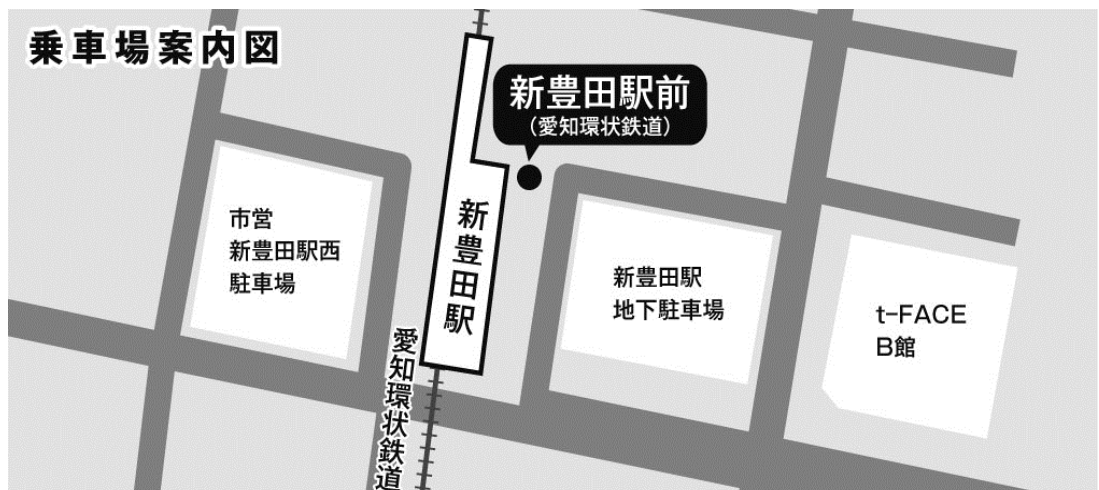 乗車場案内図
新豊田駅前
（愛知環状鉄道）
市営
新豊田駅西
駐車場
新豊田駅
新豊田駅
地下駐車場
t-FACE
B館
愛知環状鉄道